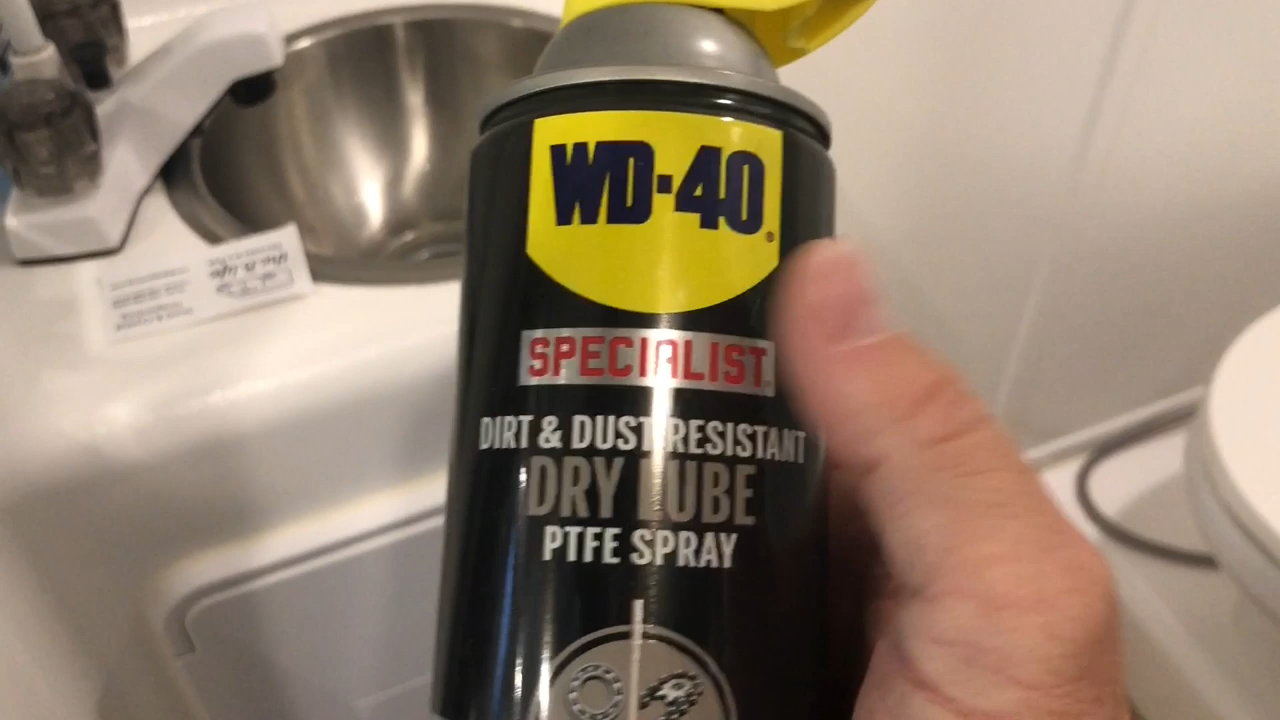 WD-40®
SPECIALIST
DIRT & DUST RESISTANT
DRY LUBE
PTFE SPRAY